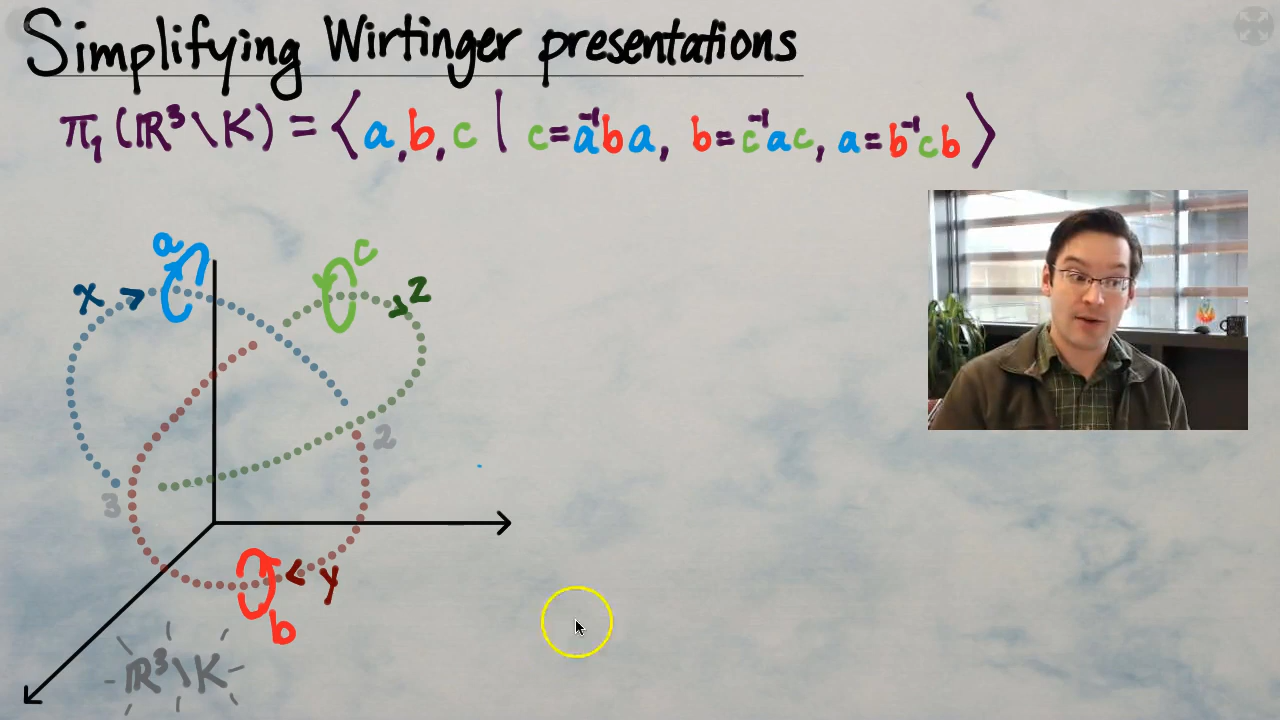 Simplifying Wirtinger presentations
π₁(ℝ³\K) = ⟨a, b, c | c=a⁻¹ba, b=c⁻¹ac, a=b⁻¹cb⟩
a
c
x
z
2
3
y
b
ℝ³\K